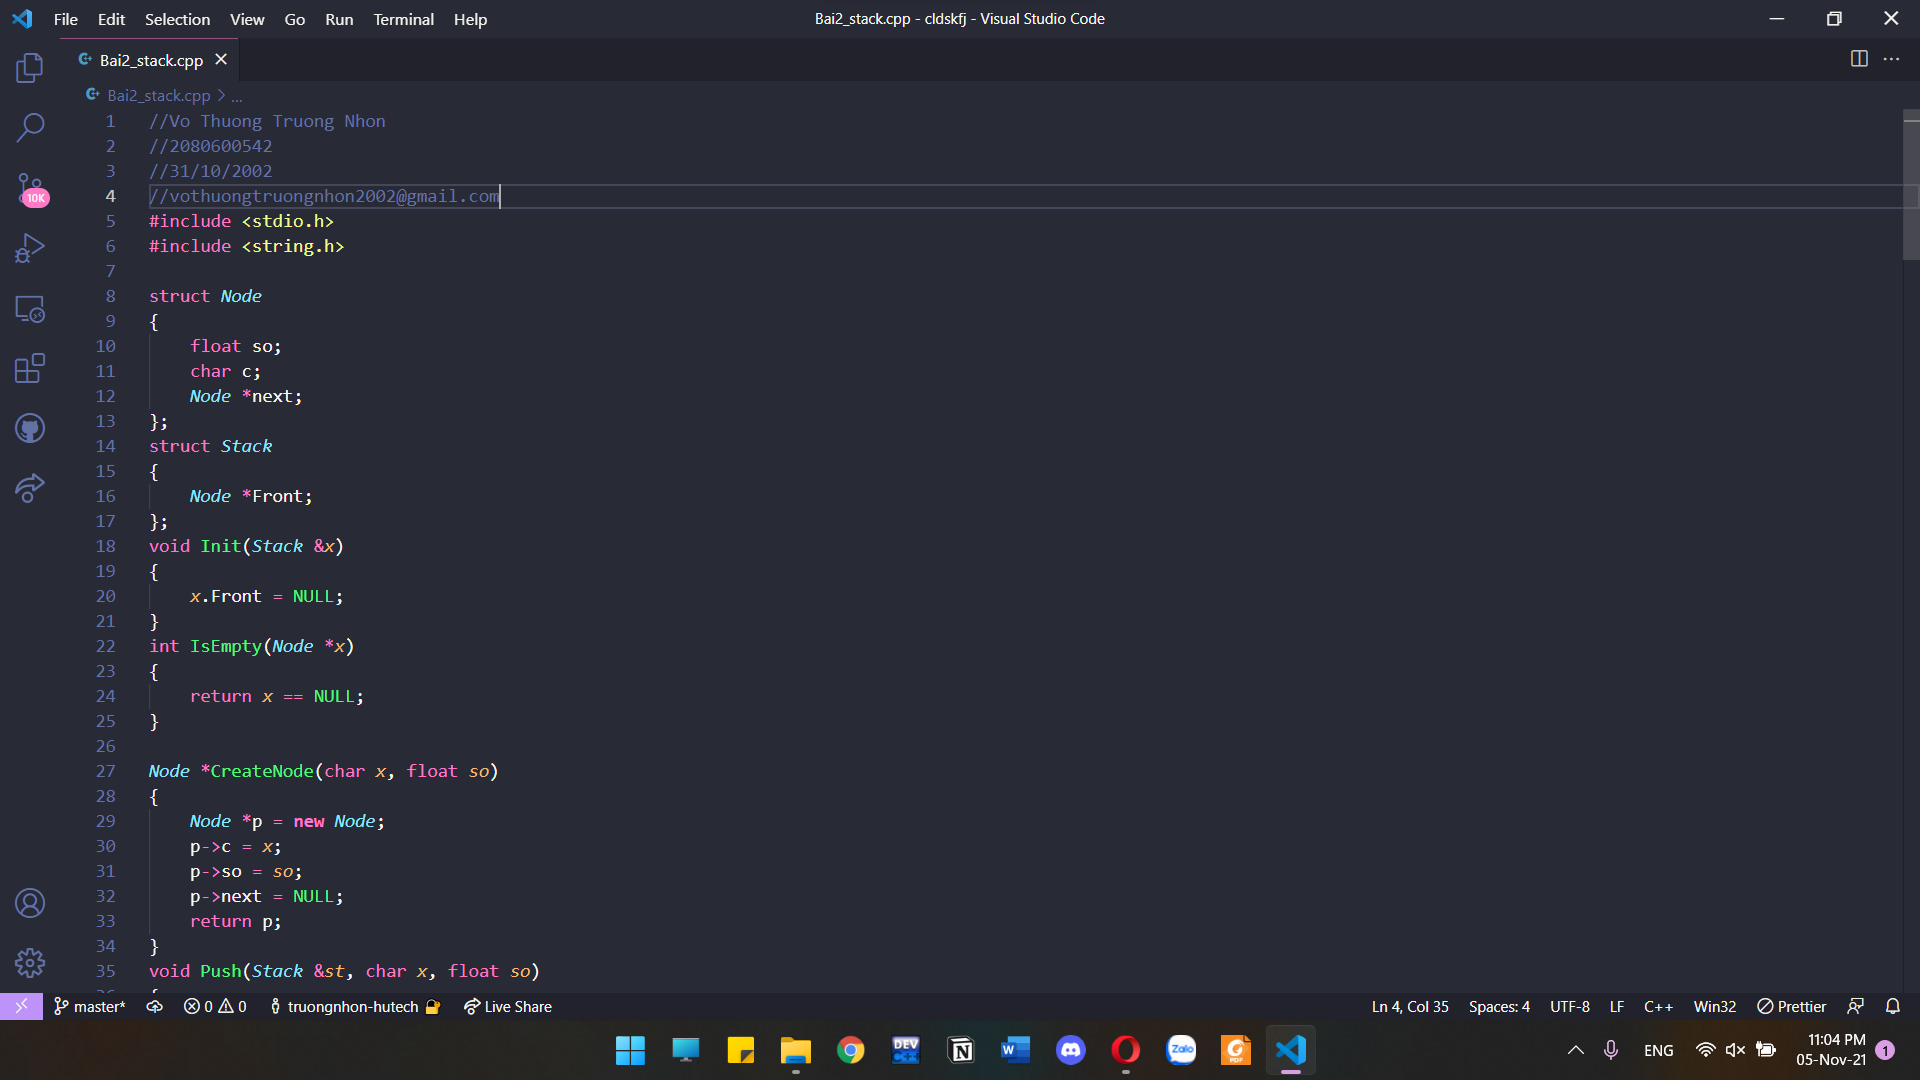 File Edit Selection View Go Run Terminal Help
Bai2_stack.cpp - cldskfj - Visual Studio Code
Bai2_stack.cpp
Bai2_stack.cpp > ...
1 //Vo Thuong Truong Nhon
2 //2080600542
3 //31/10/2002
4 //vothuongtruongnhon2002@gmail.com
5 #include <stdio.h>
6 #include <string.h>
7
8 struct Node
9 {
10 float so;
11 char c;
12 Node *next;
13 };
14 struct Stack
15 {
16 Node *Front;
17 };
18 void Init(Stack &x)
19 {
20 x.Front = NULL;
21 }
22 int IsEmpty(Node *x)
23 {
24 return x == NULL;
25 }
26
27 Node *CreateNode(char x, float so)
28 {
29 Node *p = new Node;
30 p->c = x;
31 p->so = so;
32 p->next = NULL;
33 return p;
34 }
35 void Push(Stack &st, char x, float so)
10K
master* 0 0 truongnhon-hutech Live Share
Ln 4, Col 35 Spaces: 4 UTF-8 LF C++ Win32 Prettier
DEV C++ N W Zalo PDF
ENG
11:04 PM
05-Nov-21
1